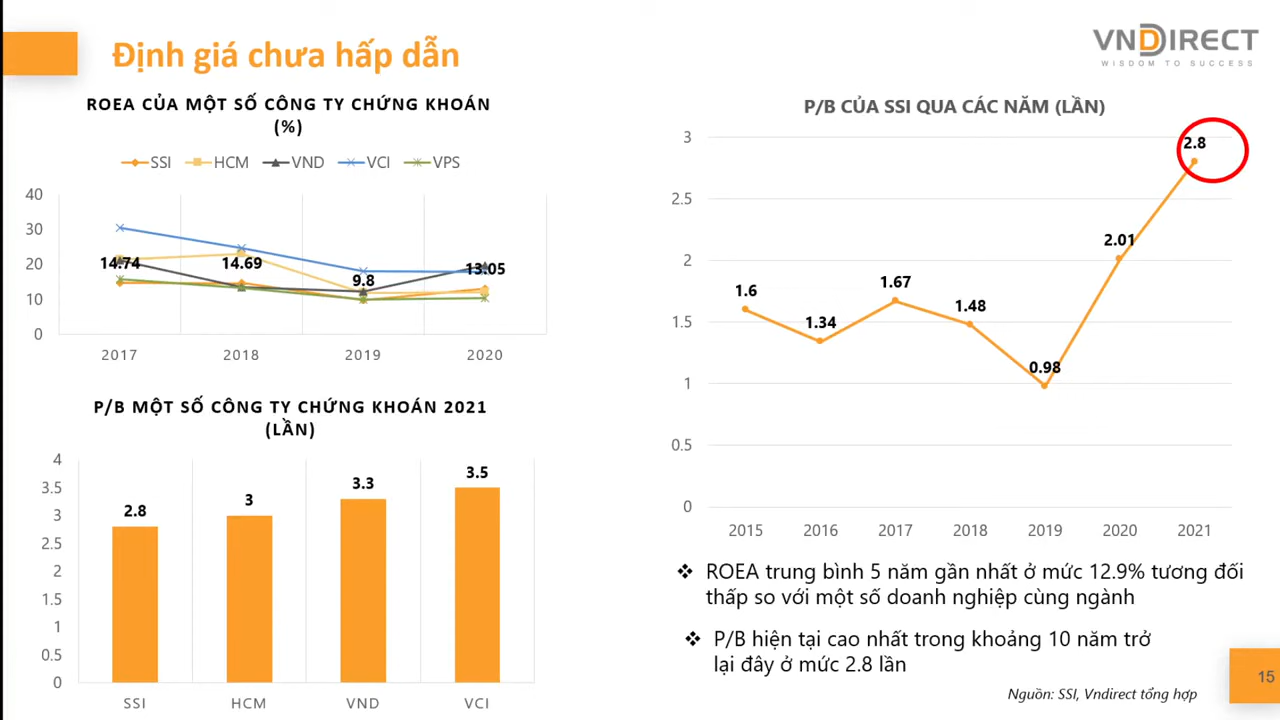 Định giá chưa hấp dẫn
VNDIRECT
WISDOM TO SUCCESS
ROEA CỦA MỘT SỐ CÔNG TY CHỨNG KHOÁN
(%)
SSI HCM VND VCI VPS
40
30
20
10
0
14.74 14.69 9.8 13.05
2017 2018 2019 2020
P/B MỘT SỐ CÔNG TY CHỨNG KHOÁN 2021
(LẦN)
4
3.5
3
2.5
2
1.5
1
0.5
0
2.8 3 3.3 3.5
SSI HCM VND VCI
P/B CỦA SSI QUA CÁC NĂM (LẦN)
3
2.5
2
1.5
1
0.5
0
1.6 1.34 1.67 1.48 0.98 2.01 2.8
2015 2016 2017 2018 2019 2020 2021
❖ ROEA trung bình 5 năm gần nhất ở mức 12.9% tương đối
thấp so với một số doanh nghiệp cùng ngành
❖ P/B hiện tại cao nhất trong khoảng 10 năm trở
lại đây ở mức 2.8 lần
Nguồn: SSI, Vndirect tổng hợp
15